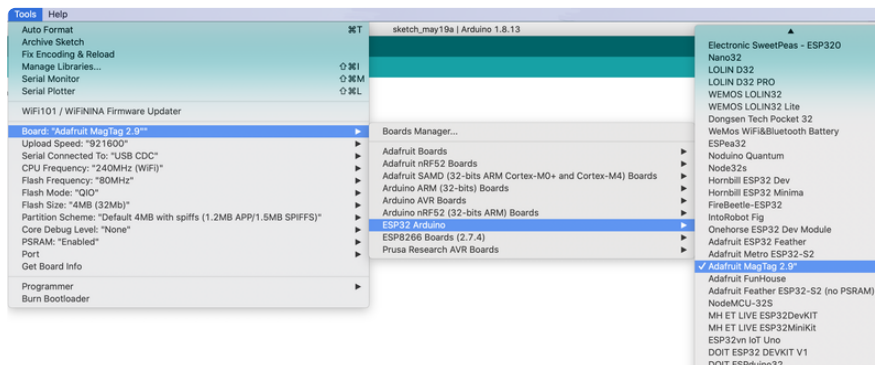 Tools Help
Auto Format ⌘T
Archive Sketch
Fix Encoding & Reload
Manage Libraries... ⇧⌘I
Serial Monitor ⇧⌘M
Serial Plotter ⇧⌘L
WiFi101 / WiFiNINA Firmware Updater
Board: "Adafruit MagTag 2.9""
Upload Speed: "921600"
Serial Connected To: "USB CDC"
CPU Frequency: "240MHz (WiFi)"
Flash Frequency: "80MHz"
Flash Mode: "QIO"
Flash Size: "4MB (32Mb)"
Partition Scheme: "Default 4MB with spiffs (1.2MB APP/1.5MB SPIFFS)"
Core Debug Level: "None"
PSRAM: "Enabled"
Port
Get Board Info
Programmer
Burn Bootloader
sketch_may19a | Arduino 1.8.13
Boards Manager...
Adafruit Boards
Adafruit nRF52 Boards
Adafruit SAMD (32-bits ARM Cortex-M0+ and Cortex-M4) Boards
Arduino ARM (32-bits) Boards
Arduino AVR Boards
Arduino nRF52 (32-bits ARM) Boards
ESP32 Arduino
ESP8266 Boards (2.7.4)
Prusa Research AVR Boards
Electronic SweetPeas - ESP320
Nano32
LOLIN D32
LOLIN D32 PRO
WEMOS LOLIN32
WEMOS LOLIN32 Lite
Dongsen Tech Pocket 32
WeMos WiFi&Bluetooth Battery
ESPea32
Noduino Quantum
Node32s
Hornbill ESP32 Dev
Hornbill ESP32 Minima
FireBeetle-ESP32
IntoRobot Fig
Onehorse ESP32 Dev Module
Adafruit ESP32 Feather
Adafruit Metro ESP32-S2
✓ Adafruit MagTag 2.9"
Adafruit FunHouse
Adafruit Feather ESP32-S2 (no PSRAM)
NodeMCU-32S
MH ET LIVE ESP32DevKIT
MH ET LIVE ESP32MiniKit
ESP32vn IoT Uno
DOIT ESP32 DEVKIT V1
DOIT ESPduino32